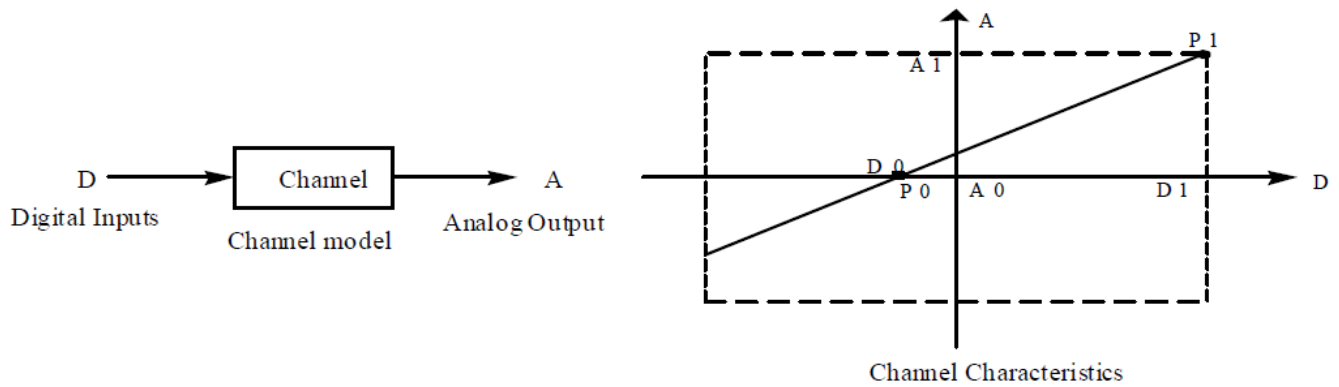 D
Channel
A
Digital Inputs
Analog Output
Channel model
A
P 1
A 1
D 0
P 0
A 0
D 1
D
Channel Characteristics